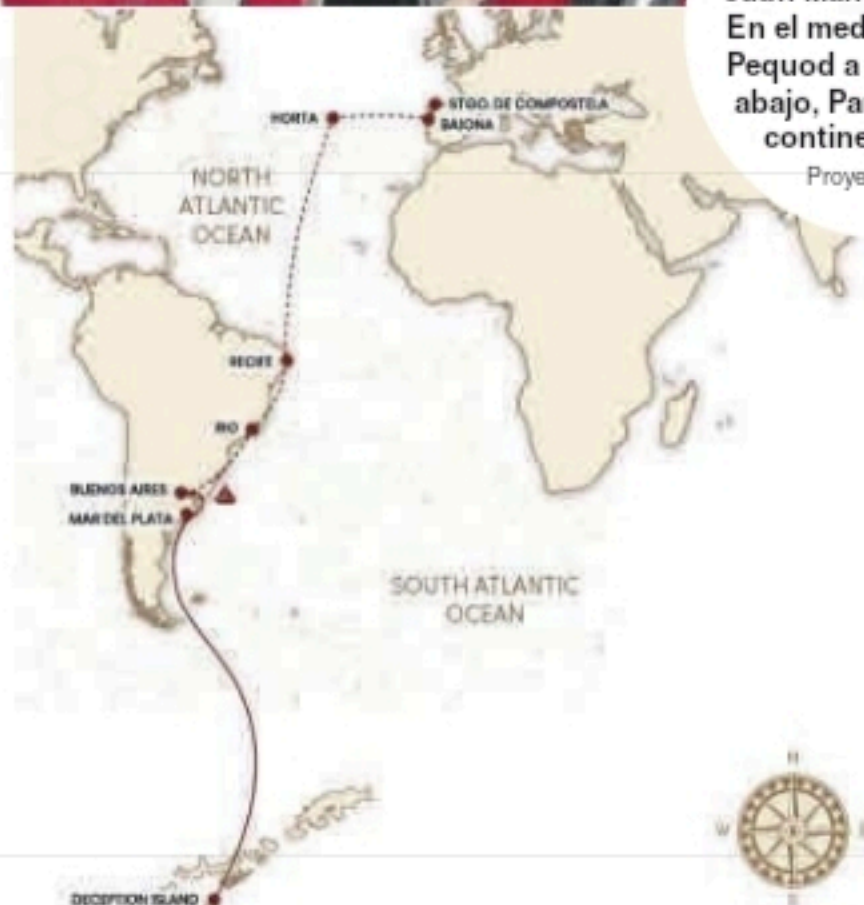 En el med
Pequod a
abajo, Pa
contine
Proye
STGO. DE COMPOSTELA
HORTA
BAIONA
NORTH
ATLANTIC
OCEAN
RECIFE
RIO
BUENOS AIRES
MAR DEL PLATA
SOUTH ATLANTIC
OCEAN
N
W
S
DECEPTION ISLAND